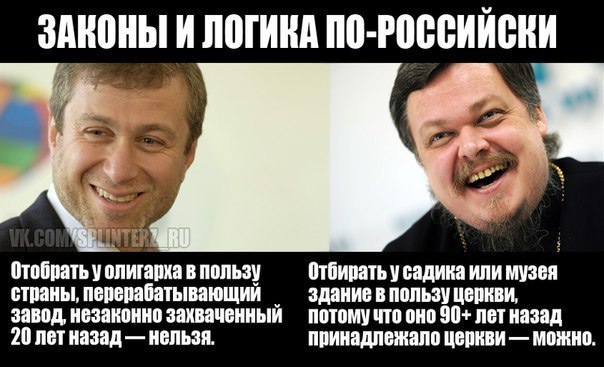 ЗАКОНЫ И ЛОГИКА ПО-РОССИЙСКИ
VK.COM/SPLINTERZ_RU
Отобрать у олигарха в пользу
страны, перерабатывающий
завод, незаконно захваченный
20 лет назад — нельзя.
Отбирать у садика или музея
здание в пользу церкви,
потому что оно 90+ лет назад
принадлежало церкви — можно.